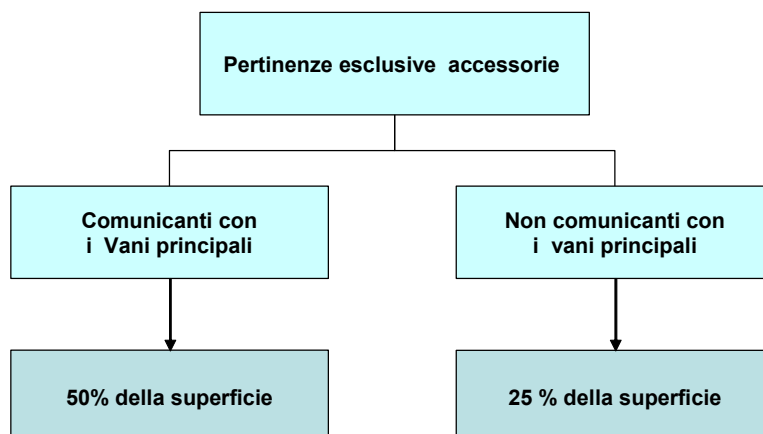 Pertinenze esclusive accessorie
Comunicanti con
i Vani principali
Non comunicanti con
i vani principali
50% della superficie
25 % della superficie